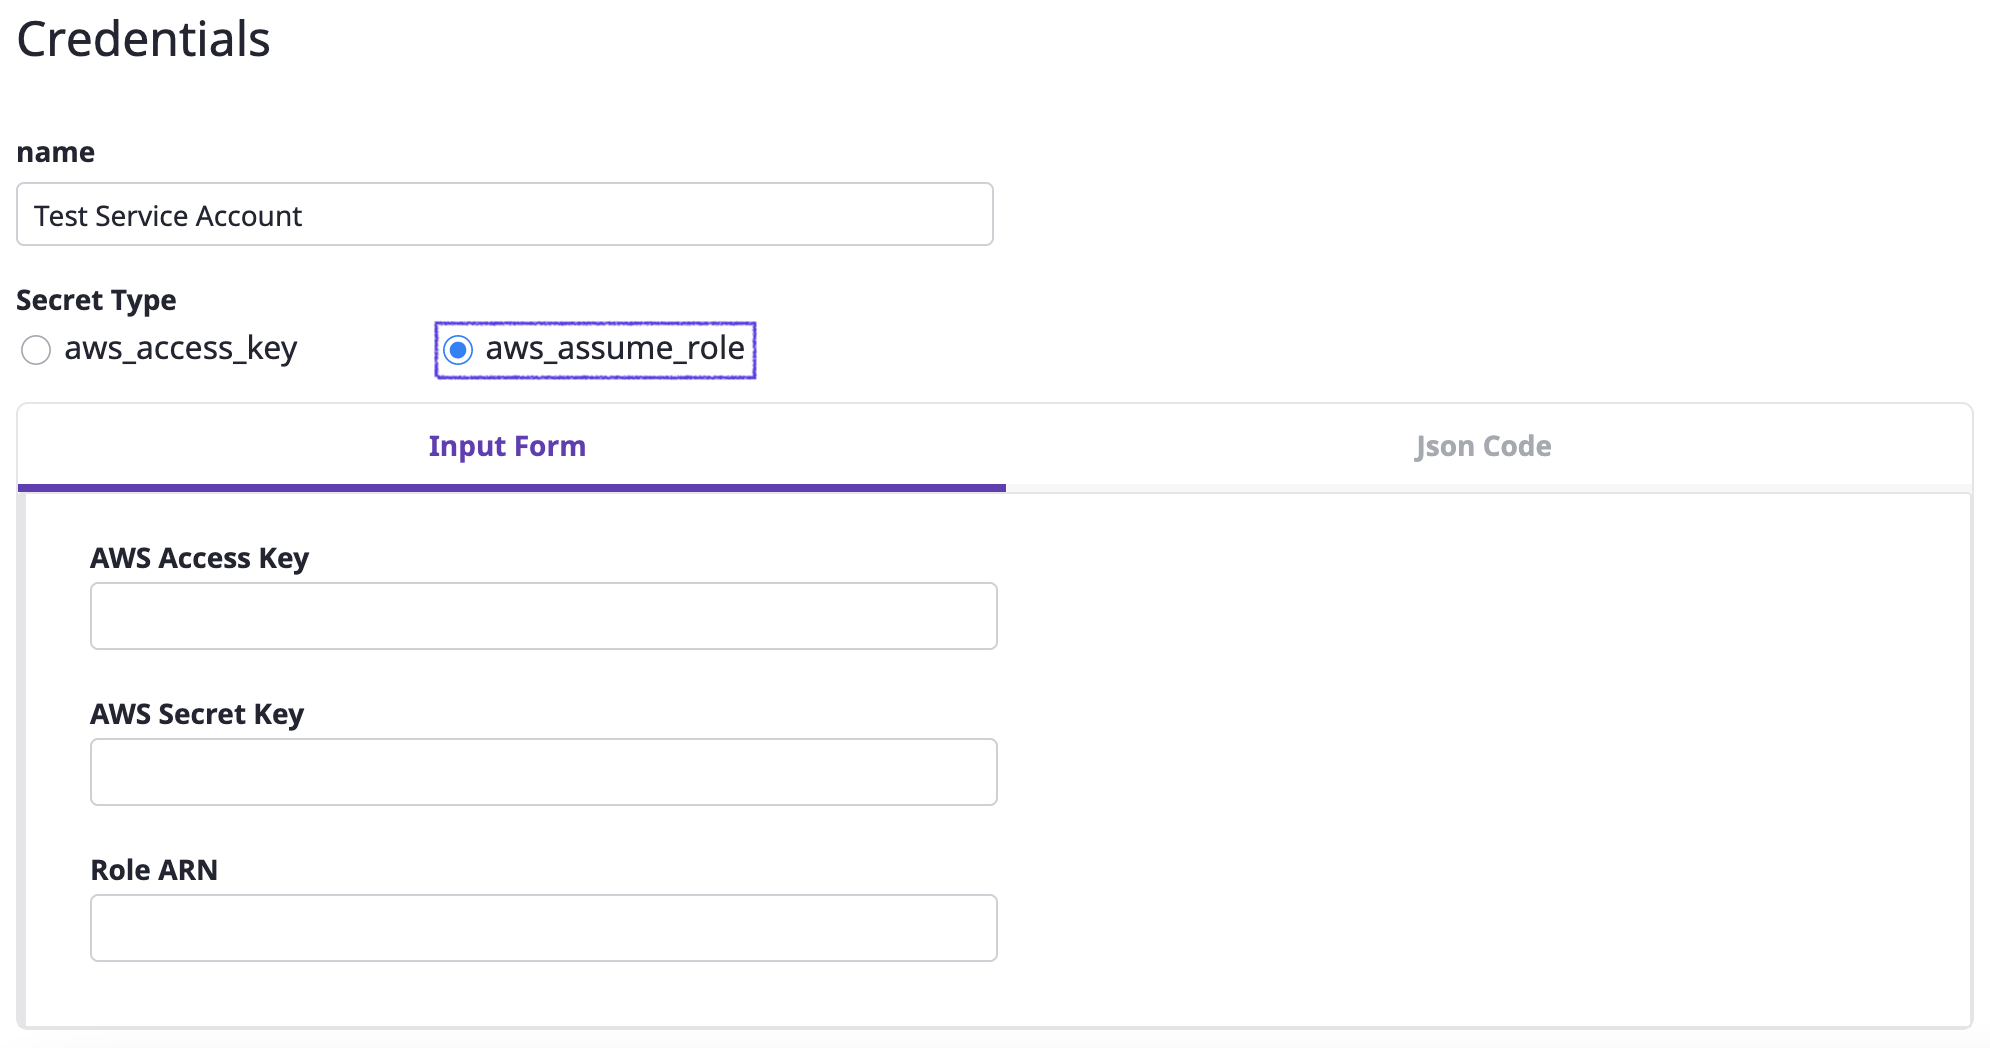 Credentials
name
Test Service Account
Secret Type
aws_access_key aws_assume_role
Input Form Json Code
AWS Access Key
AWS Secret Key
Role ARN